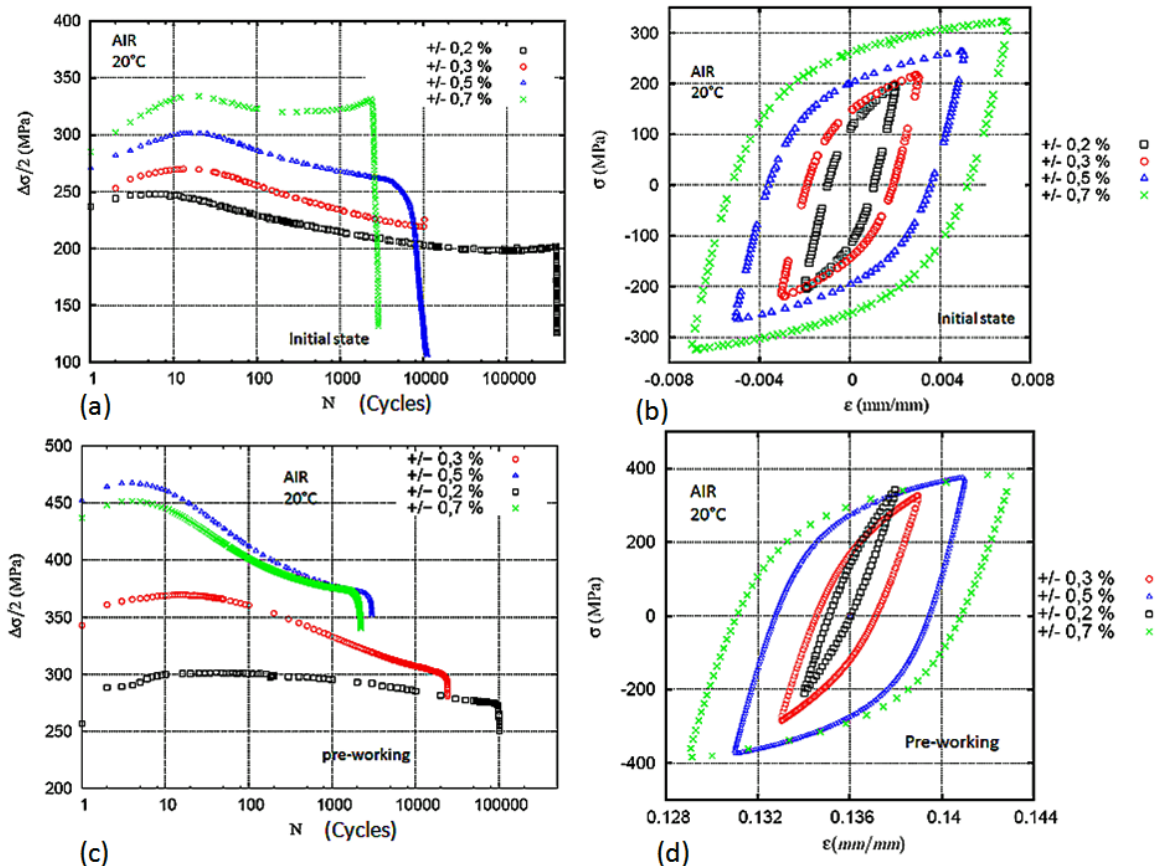 400
350
300
250
200
150
100
Δσ/2 (MPa)
AIR
20°C
+/- 0,2 %
+/- 0,3 %
+/- 0,5 %
+/- 0,7 %
Initial state
1 10 100 1000 10000 100000
(a) N (Cycles)
300
200
100
0
-100
-200
-300
σ (MPa)
AIR
20°C
Initial state
-0.008 -0.004 0 0.004 0.008
(b) ε (mm/mm)
+/- 0,2 %
+/- 0,3 %
+/- 0,5 %
+/- 0,7 %
500
450
400
350
300
250
200
Δσ/2 (MPa)
AIR
20°C
+/- 0,3 %
+/- 0,5 %
+/- 0,2 %
+/- 0,7 %
pre-working
1 10 100 1000 10000 100000
(c) N (Cycles)
400
200
0
-200
-400
σ (MPa)
AIR
20°C
Pre-working
0.128 0.132 0.136 0.14 0.144
(d) ε(mm/mm)
+/- 0,3 %
+/- 0,5 %
+/- 0,2 %
+/- 0,7 %